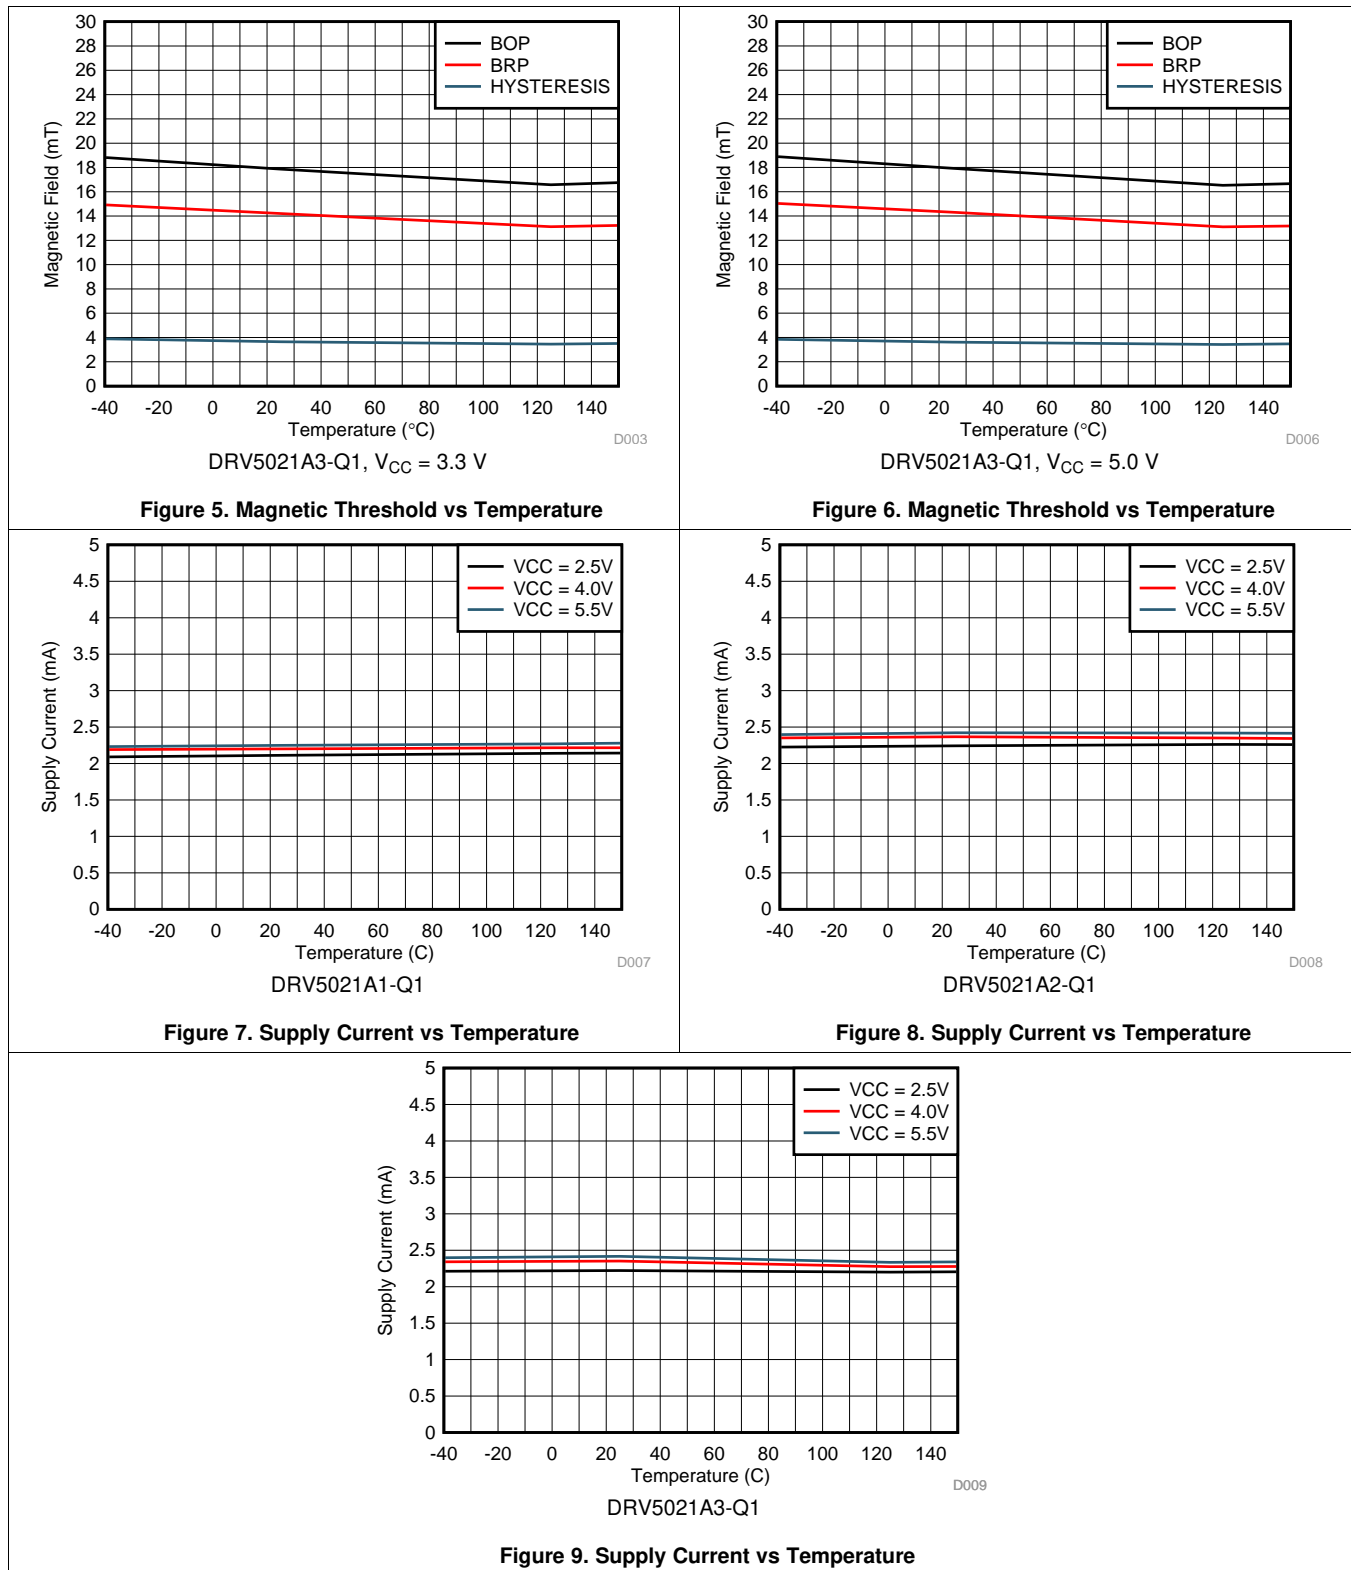 30
28
26
24
22
20
18
16
14
12
10
8
6
4
2
0
Magnetic Field (mT)
BOP
BRP
HYSTERESIS
-40 -20 0 20 40 60 80 100 120 140
Temperature (°C)
D003
DRV5021A3-Q1, VCC = 3.3 V
Figure 5. Magnetic Threshold vs Temperature
30
28
26
24
22
20
18
16
14
12
10
8
6
4
2
0
Magnetic Field (mT)
BOP
BRP
HYSTERESIS
-40 -20 0 20 40 60 80 100 120 140
Temperature (°C)
D006
DRV5021A3-Q1, VCC = 5.0 V
Figure 6. Magnetic Threshold vs Temperature
5
4.5
4
3.5
3
2.5
2
1.5
1
0.5
0
Supply Current (mA)
VCC = 2.5V
VCC = 4.0V
VCC = 5.5V
-40 -20 0 20 40 60 80 100 120 140
Temperature (C)
D007
DRV5021A1-Q1
Figure 7. Supply Current vs Temperature
5
4.5
4
3.5
3
2.5
2
1.5
1
0.5
0
Supply Current (mA)
VCC = 2.5V
VCC = 4.0V
VCC = 5.5V
-40 -20 0 20 40 60 80 100 120 140
Temperature (C)
D008
DRV5021A2-Q1
Figure 8. Supply Current vs Temperature
5
4.5
4
3.5
3
2.5
2
1.5
1
0.5
0
Supply Current (mA)
VCC = 2.5V
VCC = 4.0V
VCC = 5.5V
-40 -20 0 20 40 60 80 100 120 140
Temperature (C)
D009
DRV5021A3-Q1
Figure 9. Supply Current vs Temperature